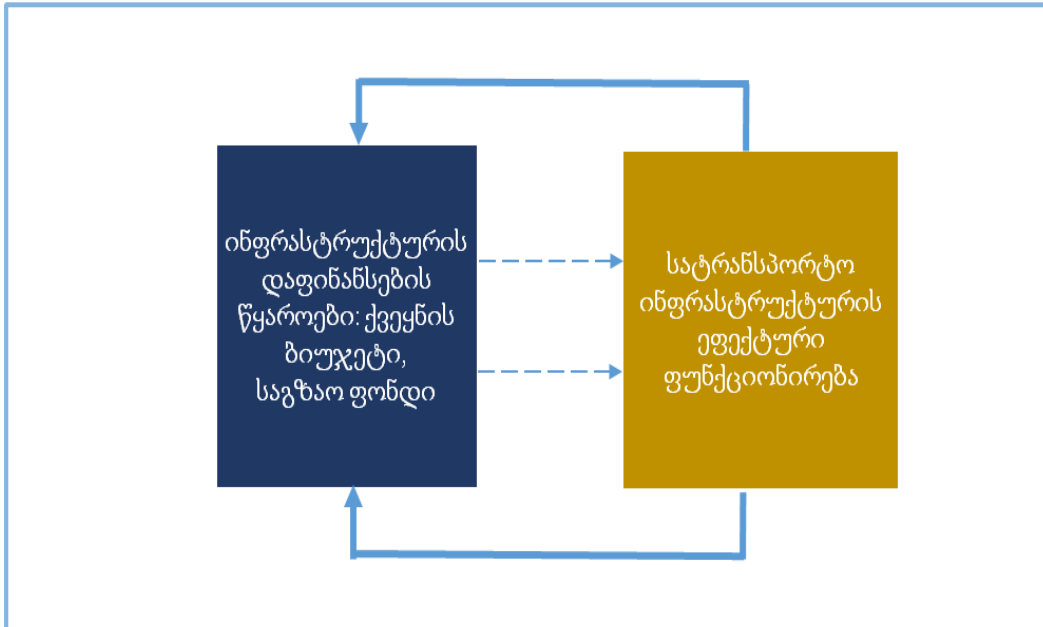 ინფრასტრუქტურის
დაფინანსების
წყაროები: ქვეყნის
ბიუჯეტი,
საგზაო ფონდი
სატრანსპორტო
ინფრასტრუქტურის
ეფექტური
ფუნქციონირება